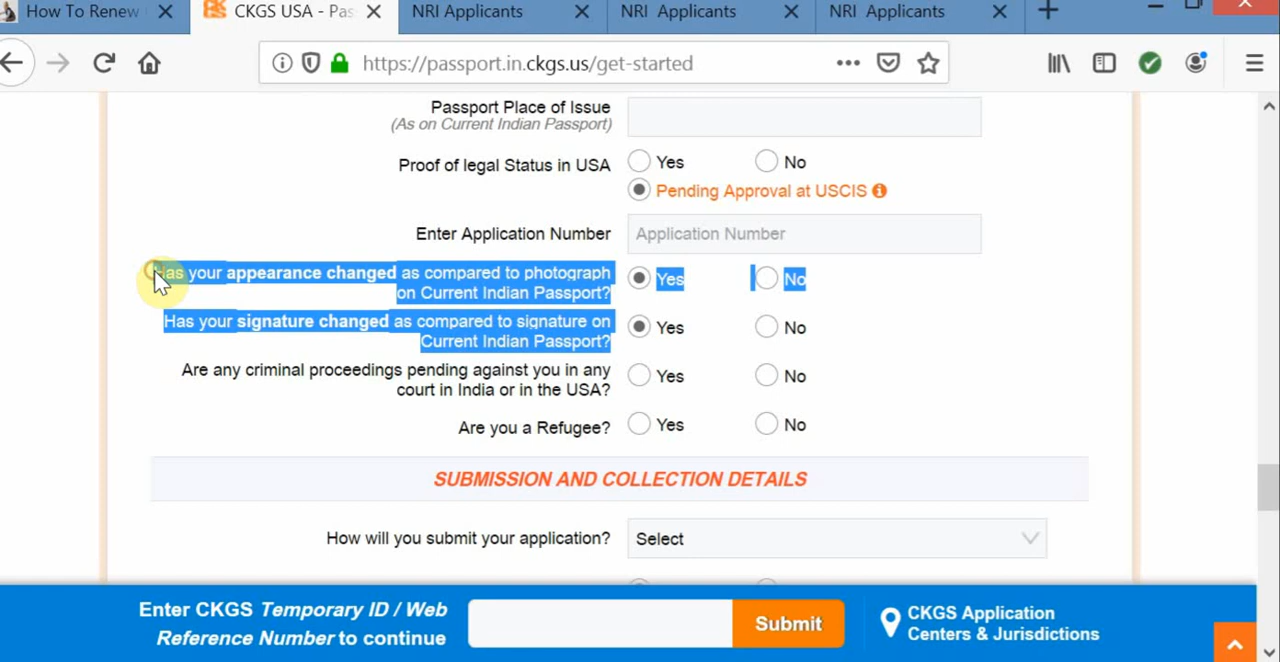 How To Renew
CKGS USA - Pas
NRI Applicants
NRI Applicants
NRI Applicants
https://passport.in.ckgs.us/get-started
Passport Place of Issue
(As on Current Indian Passport)
Proof of legal Status in USA
Yes No
Pending Approval at USCIS
Enter Application Number
Application Number
Has your appearance changed as compared to photograph
on Current Indian Passport?
Yes No
Has your signature changed as compared to signature on
Current Indian Passport?
Yes No
Are any criminal proceedings pending against you in any
court in India or in the USA?
Yes No
Are you a Refugee?
Yes No
SUBMISSION AND COLLECTION DETAILS
How will you submit your application?
Select
Enter CKGS Temporary ID / Web
Reference Number to continue
Submit
CKGS Application
Centers & Jurisdictions